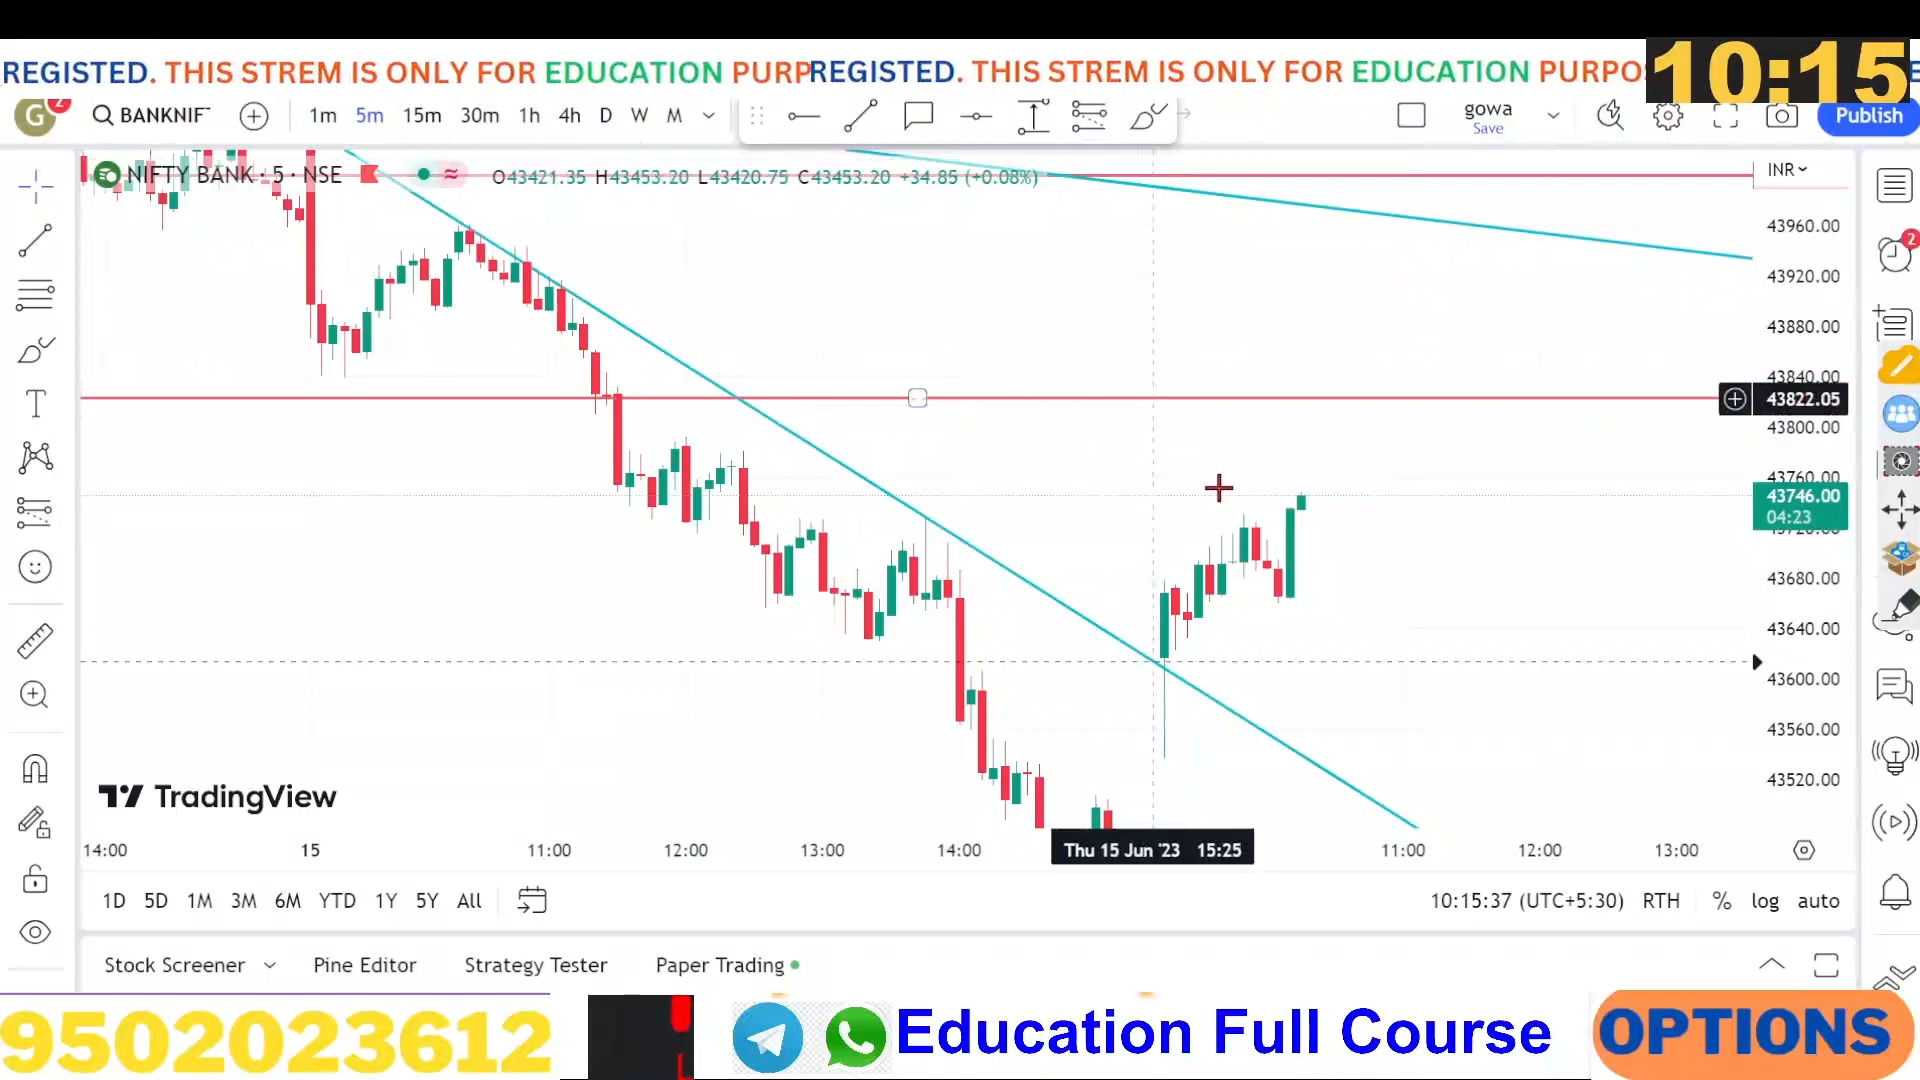 REGISTED. THIS STREM IS ONLY FOR EDUCATION PURP
REGISTED. THIS STREM IS ONLY FOR EDUCATION PURPO
10:15
G 2
BANKNIF
1m 5m 15m 30m 1h 4h D W M
gowa
Save
Publish
NIFTY BANK · 5 · NSE
O43421.35 H43453.20 L43420.75 C43453.20 +34.85 (+0.08%)
INR
43960.00
43920.00
43880.00
43840.00
43822.05
43800.00
43760.00
43746.00
04:23
43720.00
43680.00
43640.00
43600.00
43560.00
43520.00
2
TradingView
14:00 15 11:00 12:00 13:00 14:00 Thu 15 Jun '23 15:25 11:00 12:00 13:00
1D 5D 1M 3M 6M YTD 1Y 5Y All
10:15:37 (UTC+5:30) RTH % log auto
Stock Screener Pine Editor Strategy Tester Paper Trading
9502023612
Education Full Course
OPTIONS